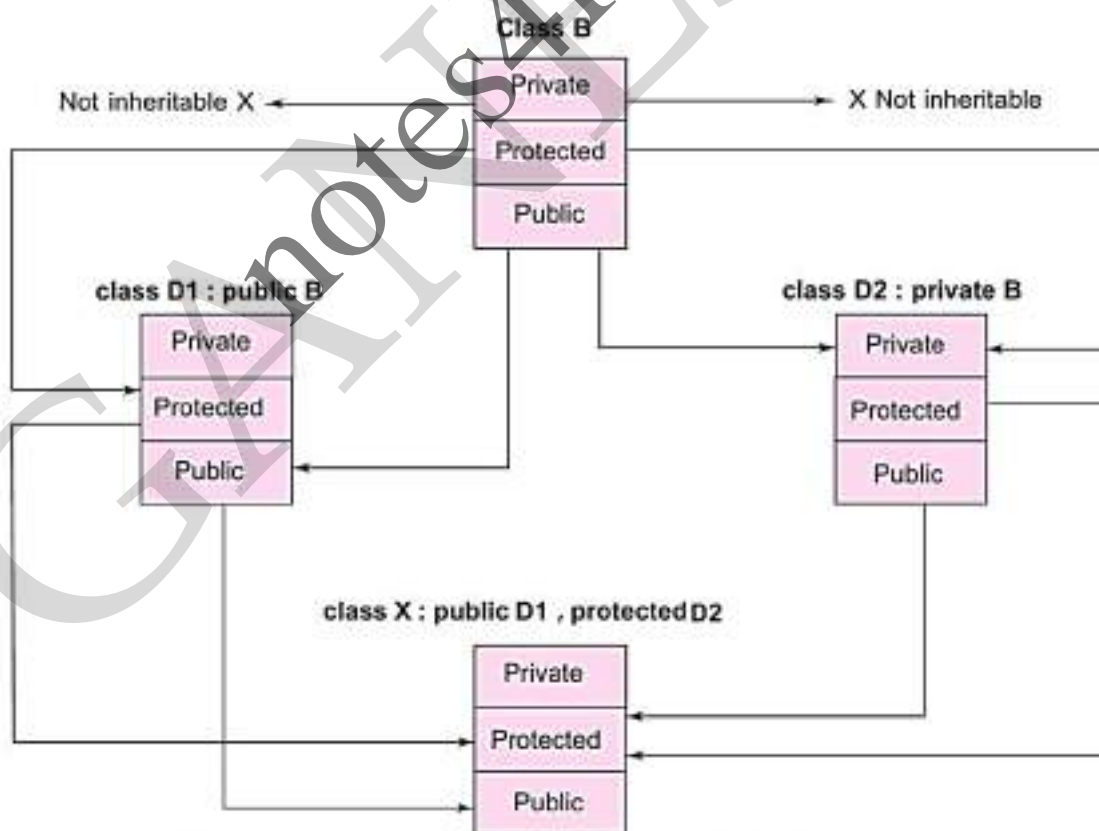 Class B
Private
Not inheritable X
X Not inheritable
Protected
Public
class D1 : public B
class D2 : private B
Private
Private
Protected
Protected
Public
Public
class X : public D1 , protected D2
Private
Protected
Public